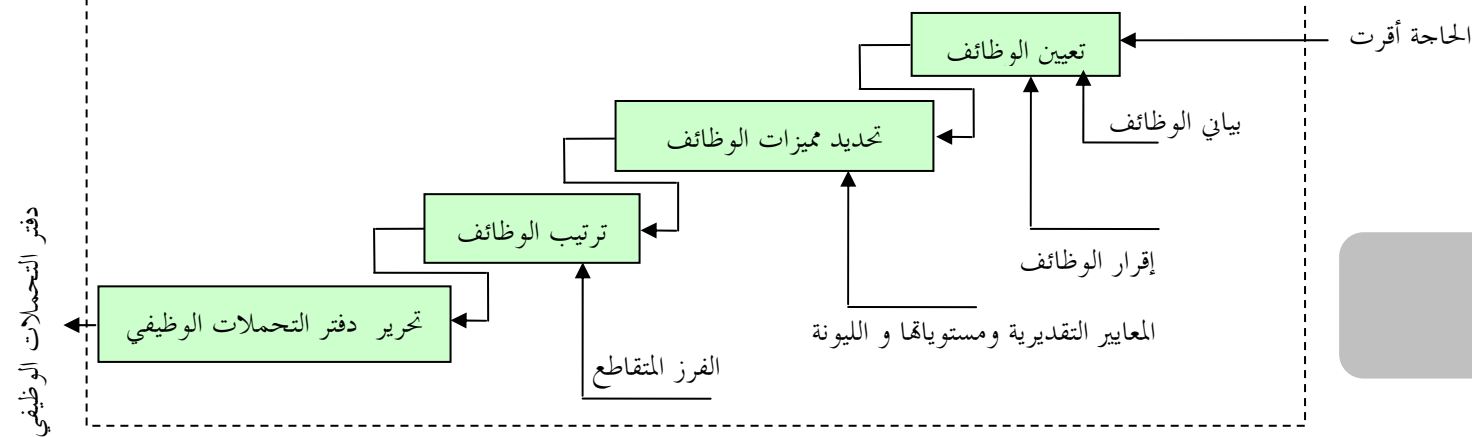 الحاجة أقرت
تعيين الوظائف
بياني الوظائف
تحديد مميزات الوظائف
إقرار الوظائف
ترتيب الوظائف
المعايير التقديرية ومستوياتها و الليونة
تحرير دفتر التحملات الوظيفي
الفرز المتقاطع
دفتر التحملات الوظيفي